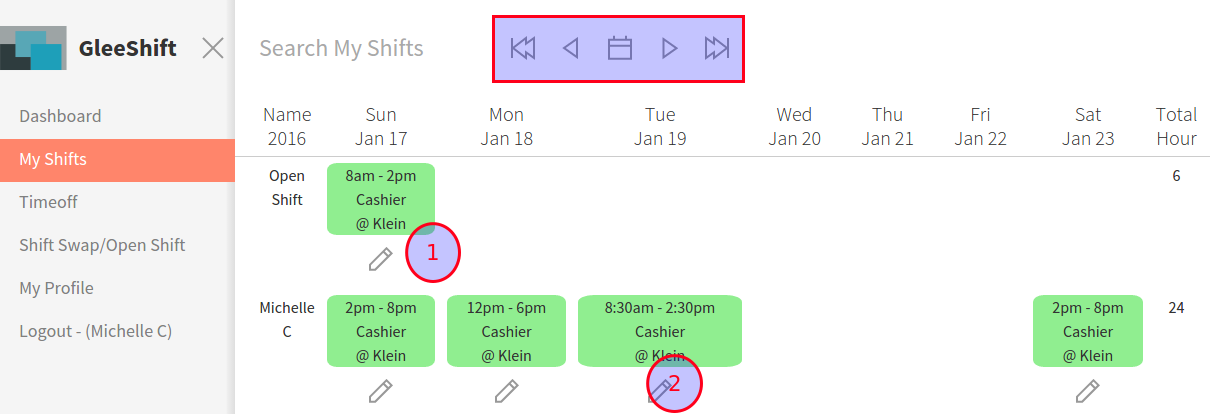 GleeShift
Search My Shifts
Dashboard
My Shifts
Timeoff
Shift Swap/Open Shift
My Profile
Logout - (Michelle C)
Name Sun Mon Tue Wed Thu Fri Sat Total
2016 Jan 17 Jan 18 Jan 19 Jan 20 Jan 21 Jan 22 Jan 23 Hour
Open 8am - 2pm 6
Shift Cashier
@ Klein
1
Michelle 2pm - 8pm 12pm - 6pm 8:30am - 2:30pm 2pm - 8pm 24
C Cashier Cashier Cashier Cashier
@ Klein @ Klein @ Klein @ Klein
2